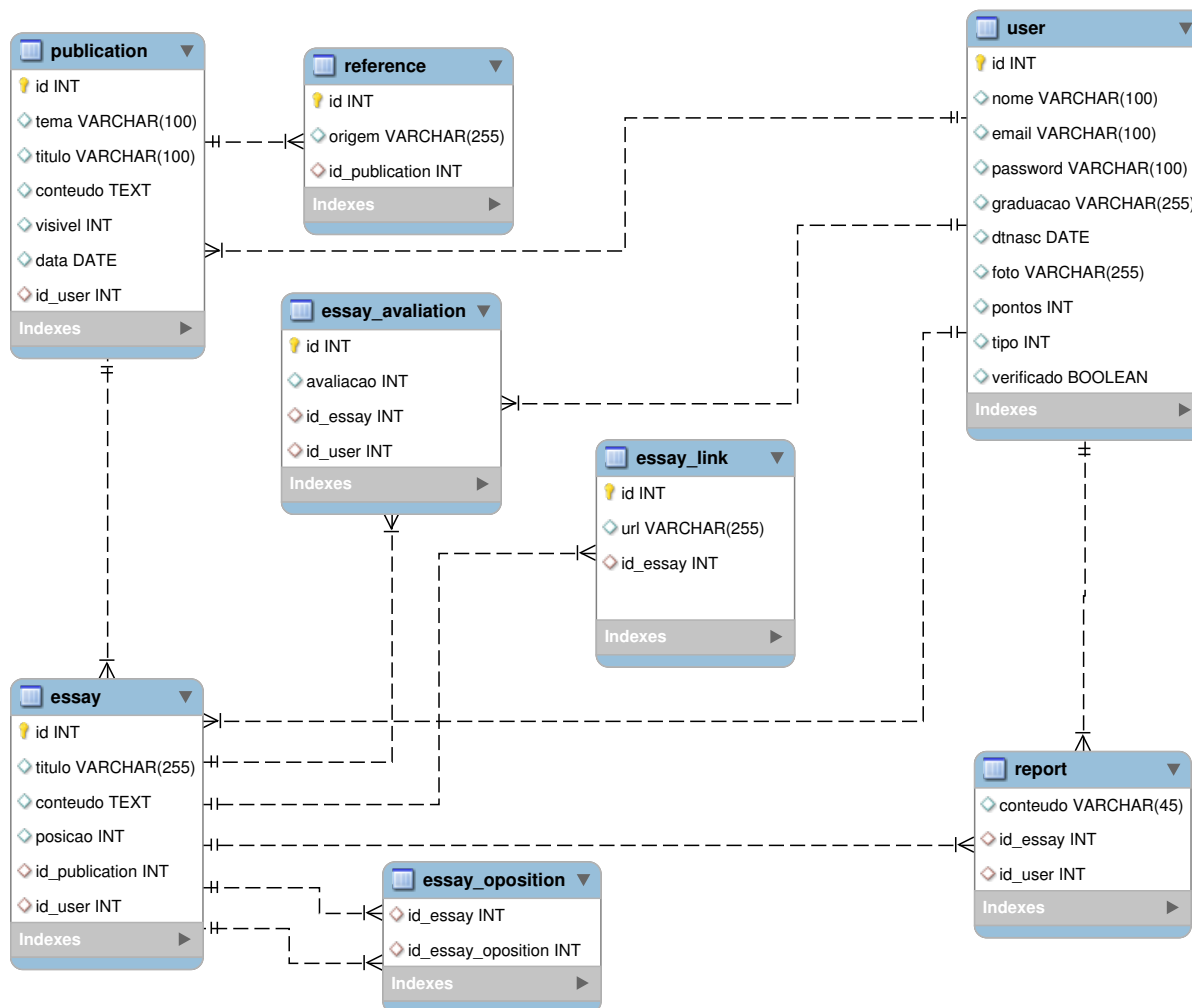 publication
id INT
tema VARCHAR(100)
titulo VARCHAR(100)
conteudo TEXT
visivel INT
data DATE
id_user INT
Indexes
reference
id INT
origem VARCHAR(255)
id_publication INT
Indexes
user
id INT
nome VARCHAR(100)
email VARCHAR(100)
password VARCHAR(100)
graduacao VARCHAR(255)
dtnasc DATE
foto VARCHAR(255)
pontos INT
tipo INT
verificado BOOLEAN
Indexes
essay_avaliation
id INT
avaliacao INT
id_essay INT
id_user INT
Indexes
essay_link
id INT
url VARCHAR(255)
id_essay INT
Indexes
essay
id INT
titulo VARCHAR(255)
conteudo TEXT
posicao INT
id_publication INT
id_user INT
Indexes
report
conteudo VARCHAR(45)
id_essay INT
id_user INT
Indexes
essay_oposition
id_essay INT
id_essay_oposition INT
Indexes